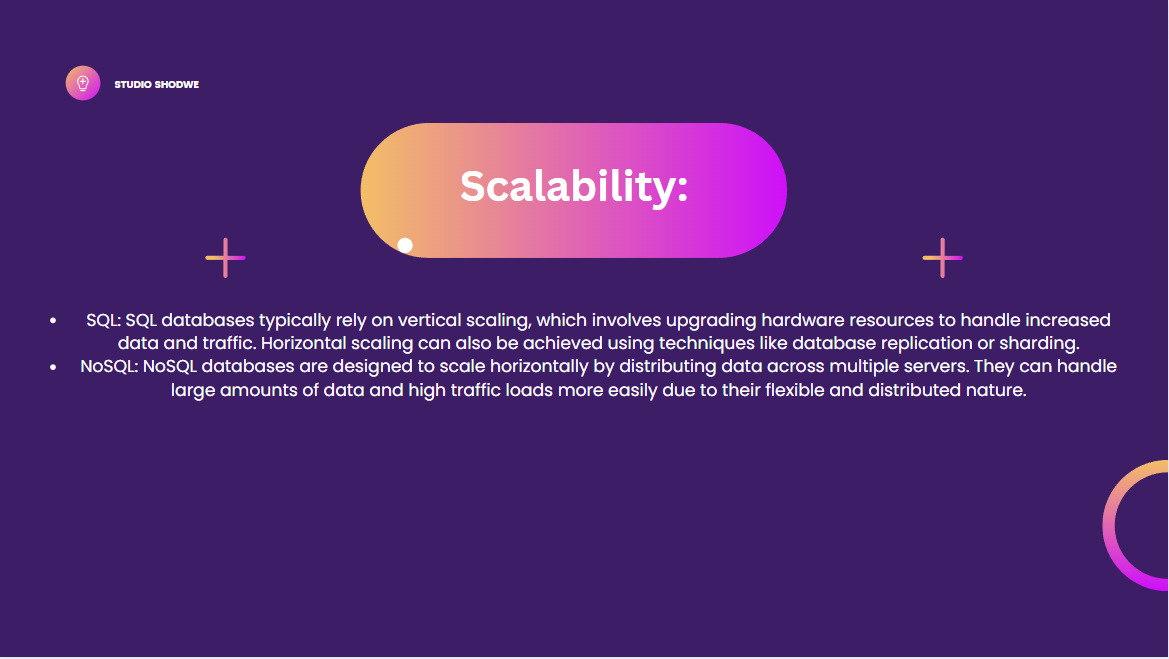 STUDIO SHODWE
Scalability:
• SQL: SQL databases typically rely on vertical scaling, which involves upgrading hardware resources to handle increased
data and traffic. Horizontal scaling can also be achieved using techniques like database replication or sharding.
• NoSQL: NoSQL databases are designed to scale horizontally by distributing data across multiple servers. They can handle
large amounts of data and high traffic loads more easily due to their flexible and distributed nature.